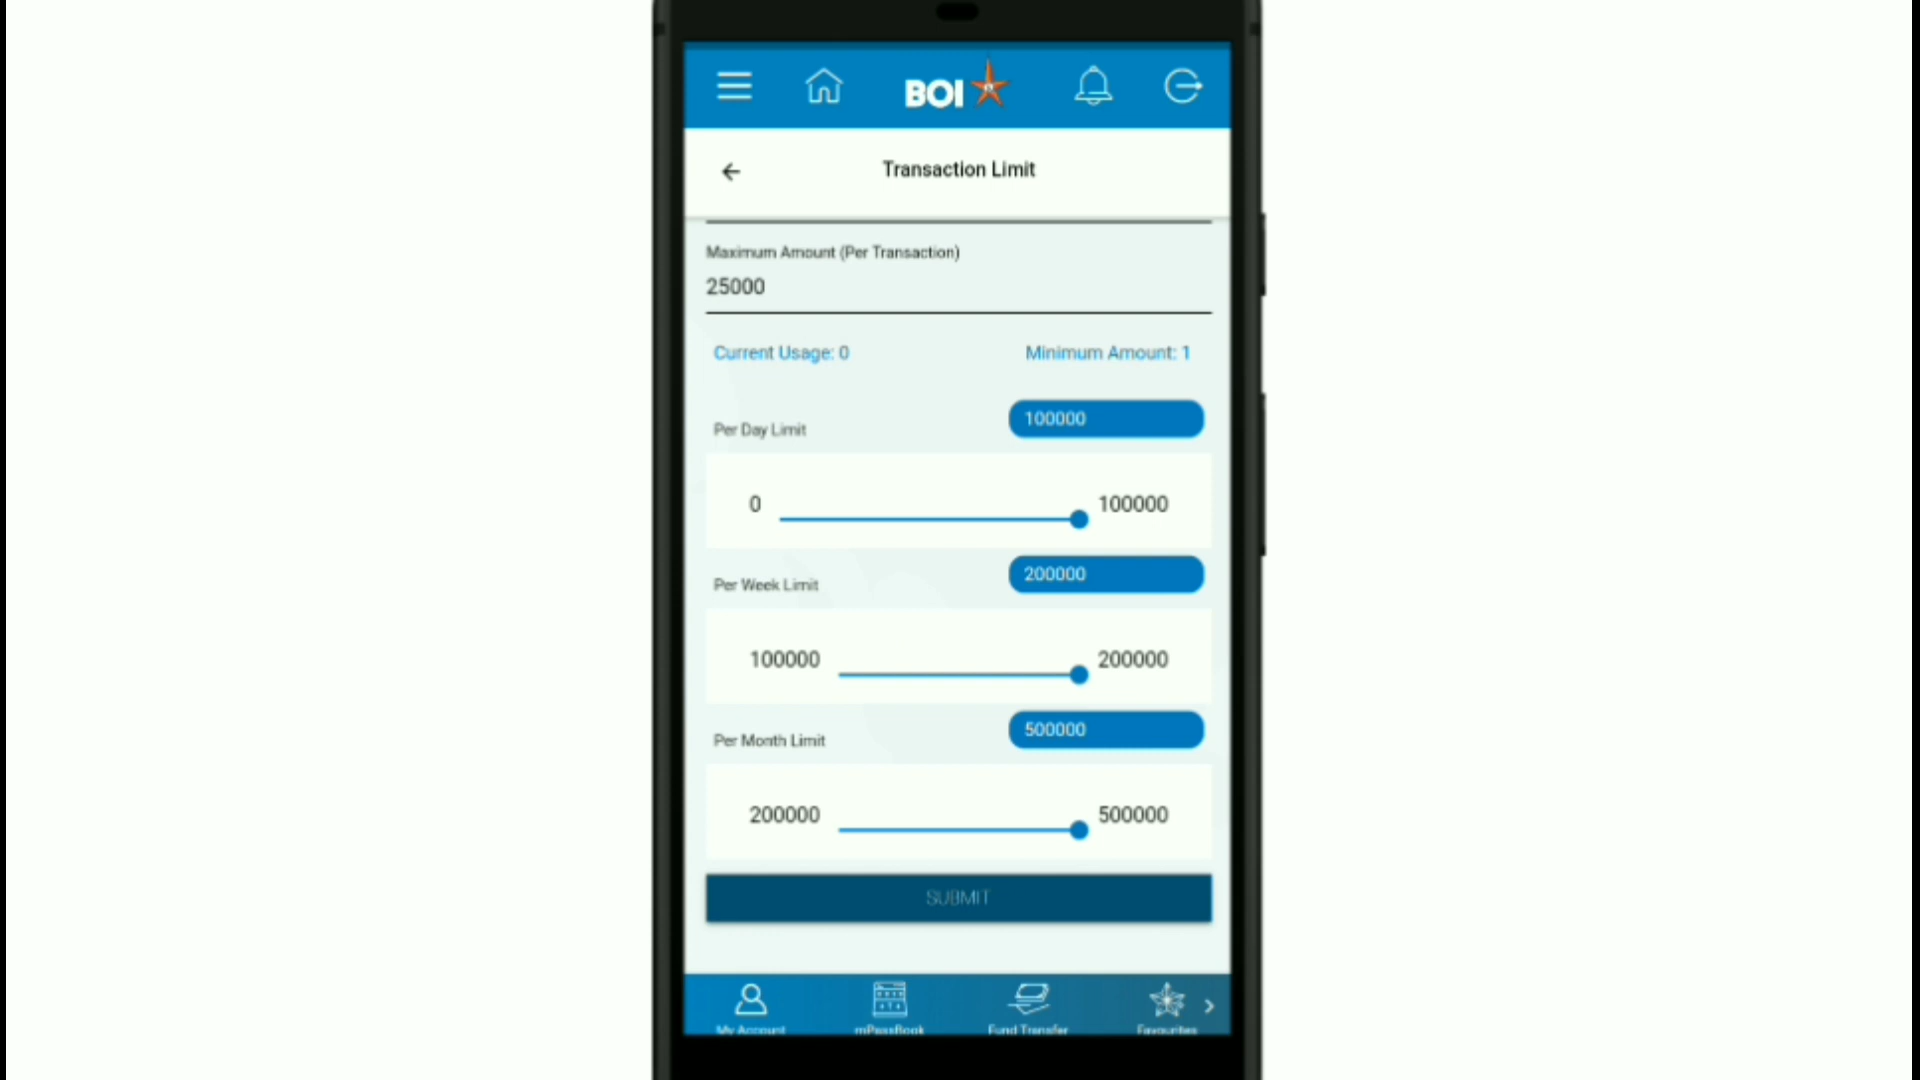 BOI
Transaction Limit
Maximum Amount (Per Transaction)
25000
Current Usage: 0 Minimum Amount: 1
Per Day Limit 100000
0 100000
Per Week Limit 200000
100000 200000
Per Month Limit 500000
200000 500000
SUBMIT
My Account mPassBook Fund Transfer Favourites